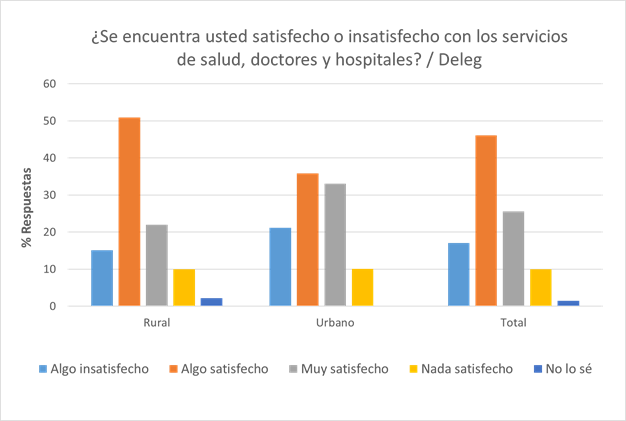 ¿Se encuentra usted satisfecho o insatisfecho con los servicios
de salud, doctores y hospitales? / Deleg
60
50
40
30
20
10
0
% Respuestas
Rural
Urbano
Total
Algo insatisfecho
Algo satisfecho
Muy satisfecho
Nada satisfecho
No lo sé